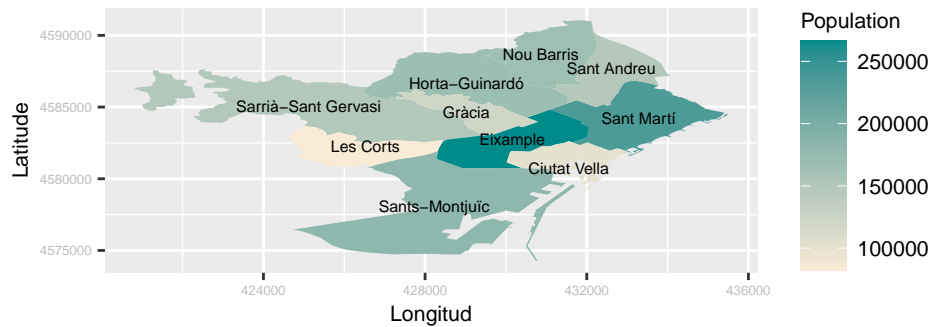 Population
250000
200000
150000
100000
Latitude
4590000
4585000
4580000
4575000
Nou Barris
Sant Andreu
Horta−Guinardó
Sarrià−Sant Gervasi
Gràcia
Sant Martí
Eixample
Les Corts
Ciutat Vella
Sants−Montjuïc
424000
428000
432000
436000
Longitud